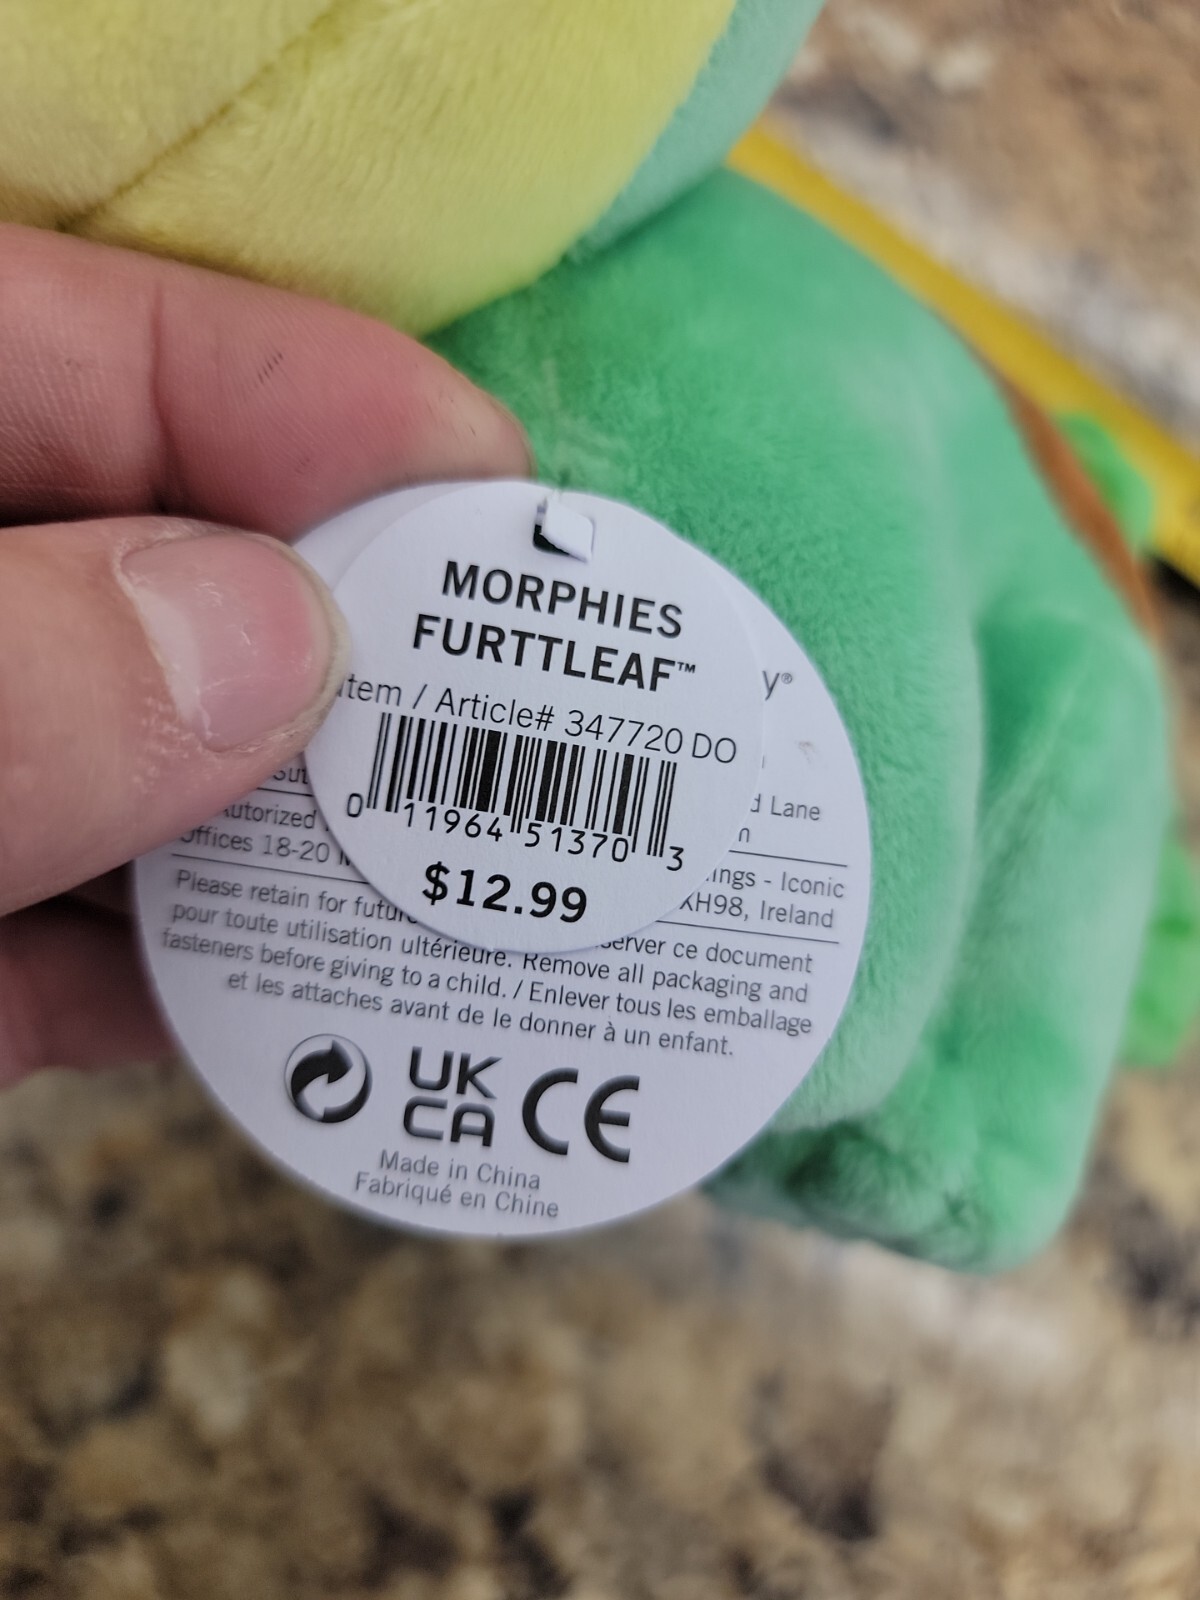 MORPHIES
FURTTLEAF™
Item / Article# 347720 DO
0 11964 51370 3
$12.99
y®
Lane
Autorized
Offices 18-20
ings - Iconic
XH98, Ireland
Please retain for future
server ce document
pour toute utilisation ultérieure. Remove all packaging and
fasteners before giving to a child. / Enlever tous les emballage
et les attaches avant de le donner à un enfant.
UK
CA CE
Made in China
Fabriqué en Chine